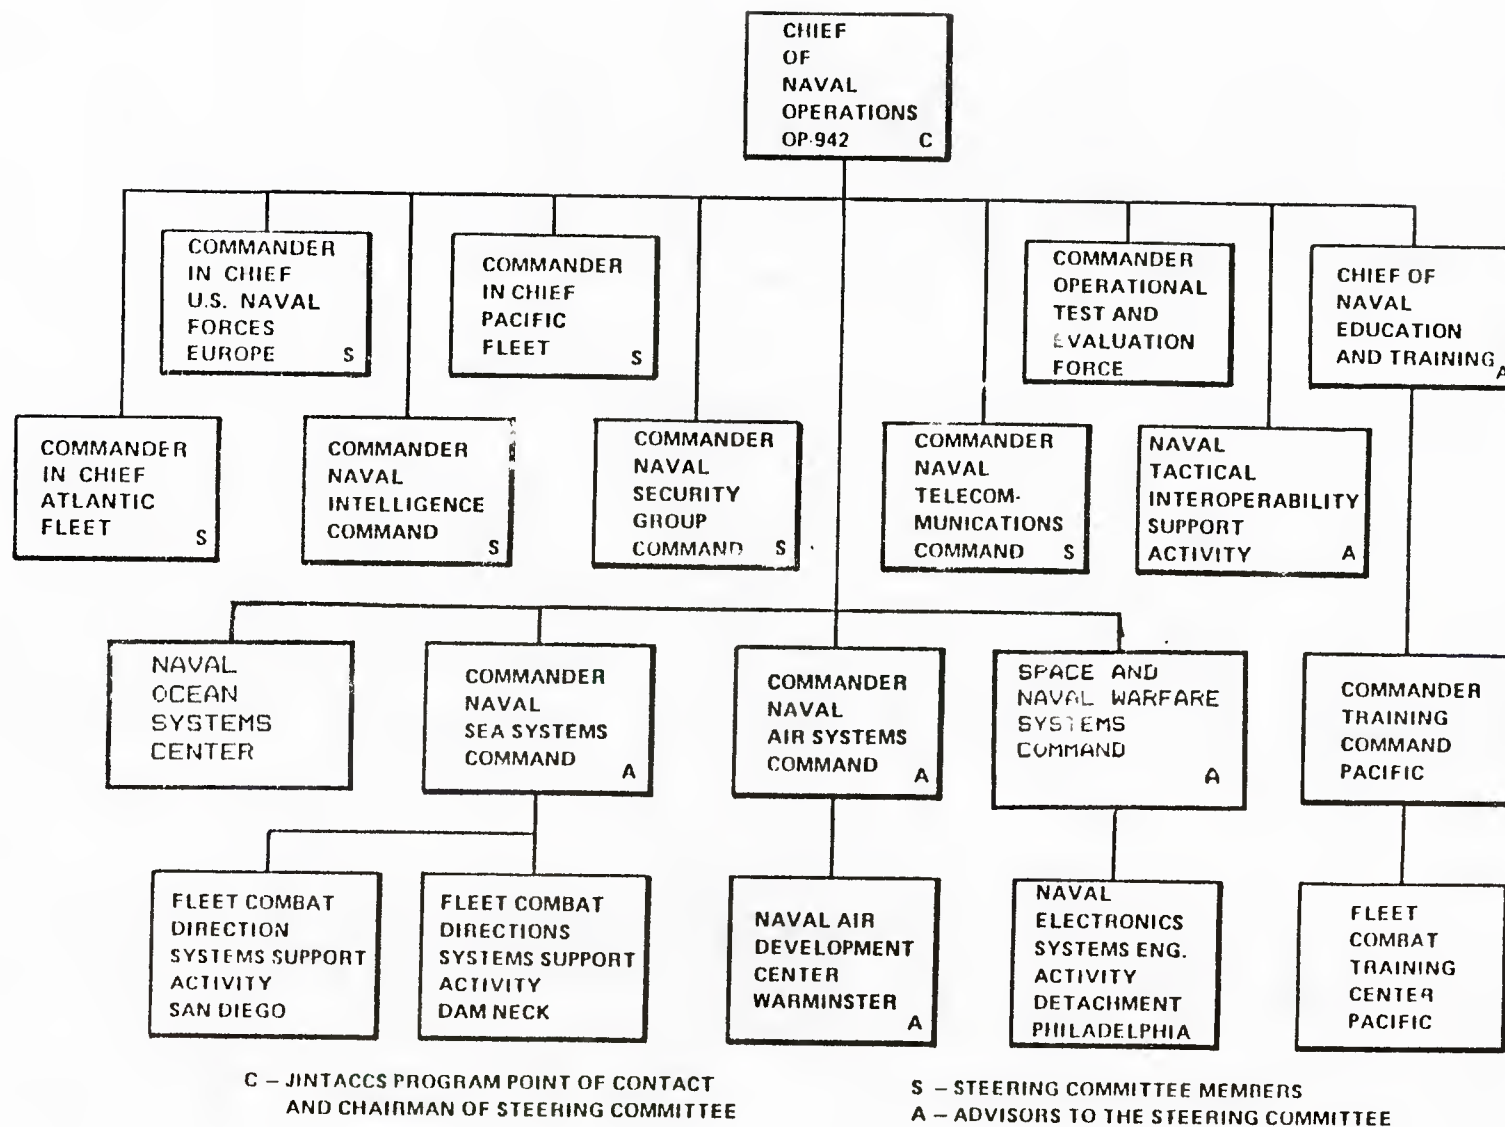 CHIEF
OF
NAVAL
OPERATIONS
OP-942 C
COMMANDER
IN CHIEF
U.S. NAVAL
FORCES
EUROPE S
COMMANDER
IN CHIEF
PACIFIC
FLEET S
COMMANDER
OPERATIONAL
TEST AND
EVALUATION
FORCE
CHIEF OF
NAVAL
EDUCATION
AND TRAINING A
COMMANDER
IN CHIEF
ATLANTIC
FLEET S
COMMANDER
NAVAL
INTELLIGENCE
COMMAND S
COMMANDER
NAVAL
SECURITY
GROUP
COMMAND S
COMMANDER
NAVAL
TELECOM-
MUNICATIONS
COMMAND S
NAVAL
TACTICAL
INTEROPERABILITY
SUPPORT
ACTIVITY A
NAVAL
OCEAN
SYSTEMS
CENTER
COMMANDER
NAVAL
SEA SYSTEMS
COMMAND A
COMMANDER
NAVAL
AIR SYSTEMS
COMMAND A
SPACE AND
NAVAL WARFARE
SYSTEMS
COMMAND
A
COMMANDER
TRAINING
COMMAND
PACIFIC
FLEET COMBAT
DIRECTION
SYSTEMS SUPPORT
ACTIVITY
SAN DIEGO
FLEET COMBAT
DIRECTIONS
SYSTEMS SUPPORT
ACTIVITY
DAM NECK
NAVAL AIR
DEVELOPMENT
CENTER
WARMINSTER A
NAVAL
ELECTRONICS
SYSTEMS ENG.
ACTIVITY
DETACHMENT
PHILADELPHIA
FLEET
COMBAT
TRAINING
CENTER
PACIFIC
C – JINTACCS PROGRAM POINT OF CONTACT
AND CHAIRMAN OF STEERING COMMITTEE
S – STEERING COMMITTEE MEMBERS
A – ADVISORS TO THE STEERING COMMITTEE